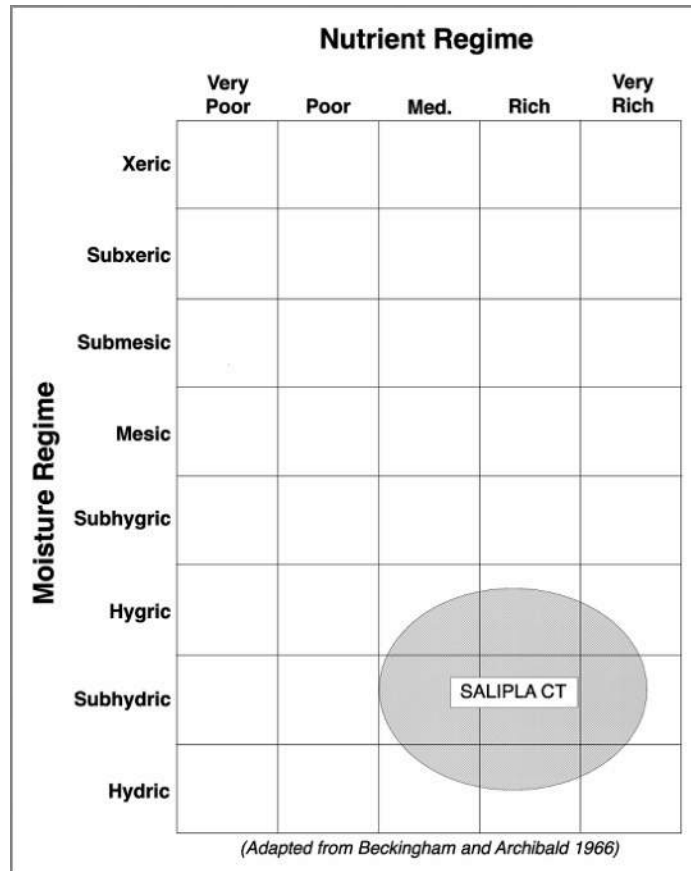 Nutrient Regime
Very Poor Poor Med. Rich Very Rich
Moisture Regime
Xeric
Subxeric
Submesic
Mesic
Subhygric
Hygric
Subhydric
SALIPLA CT
Hydric
(Adapted from Beckingham and Archibald 1966)